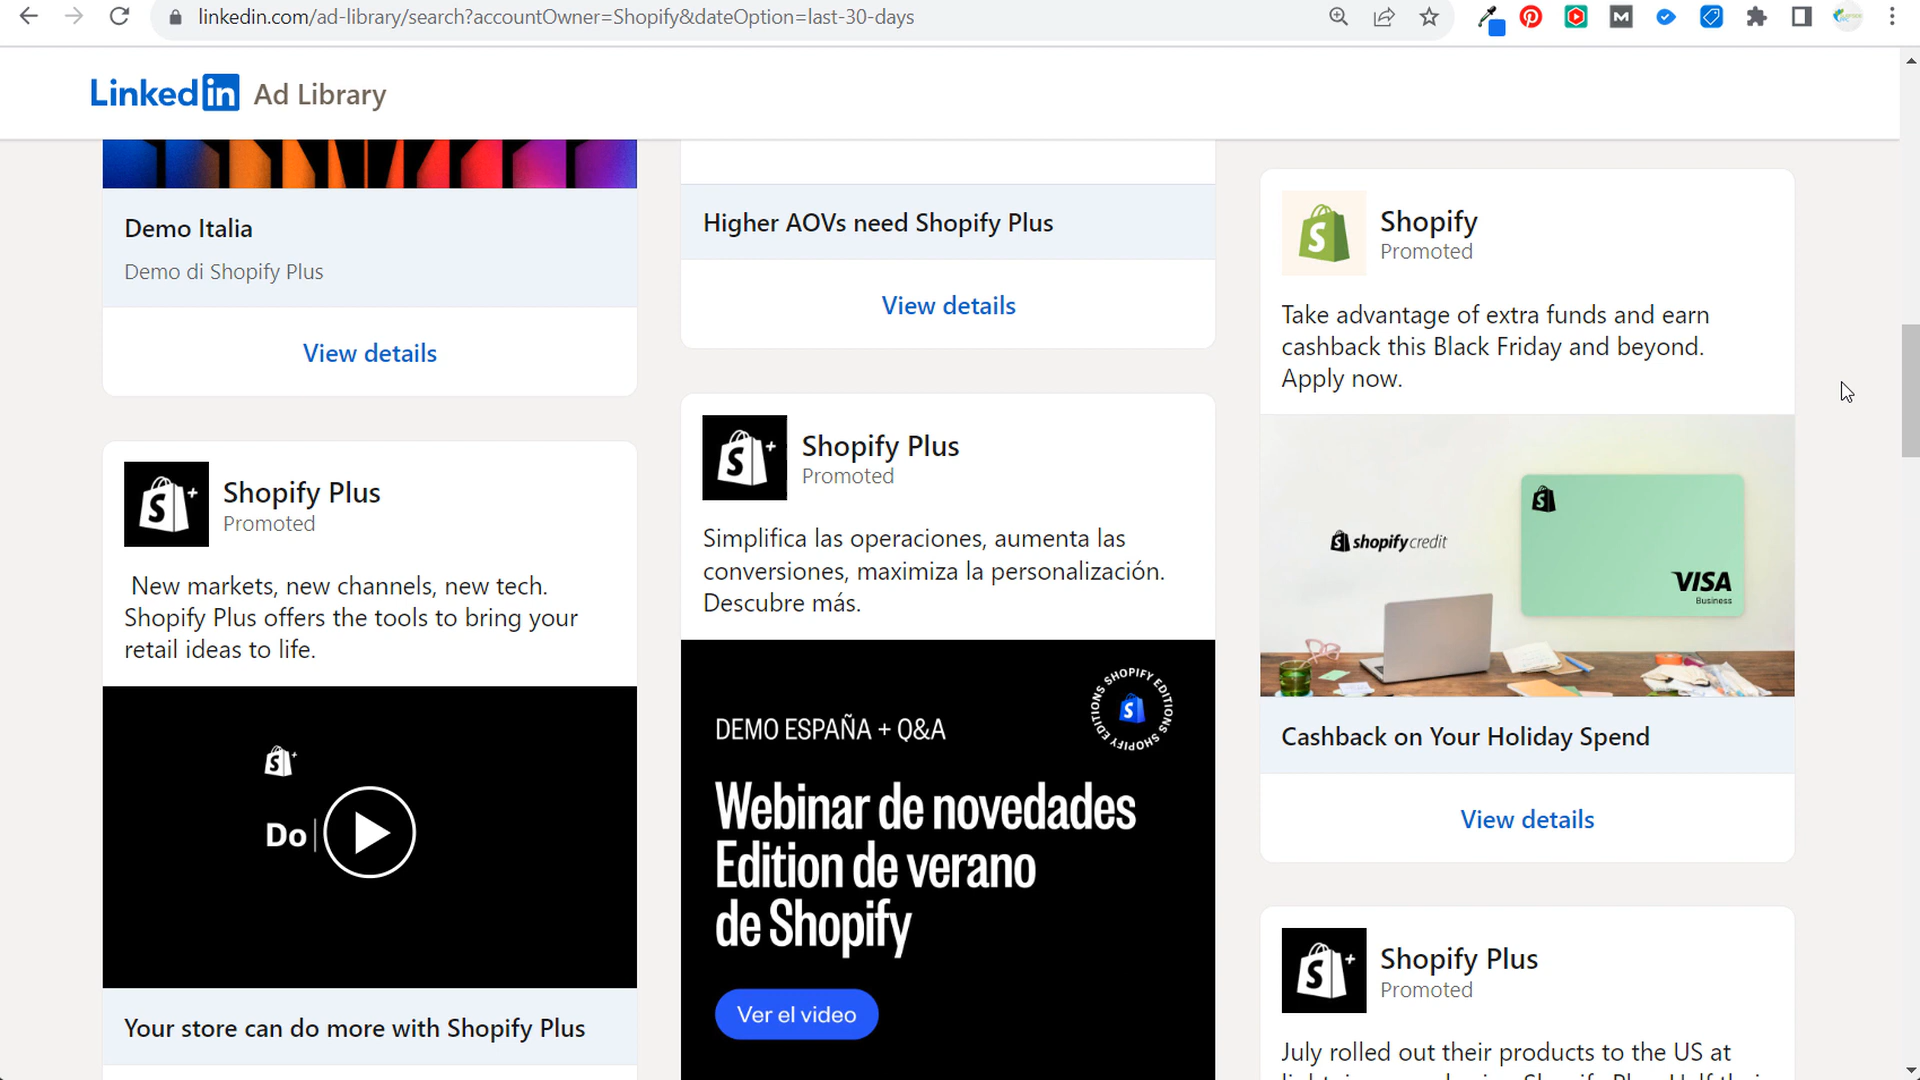 linkedin.com/ad-library/search?accountOwner=Shopify&dateOption=last-30-days
Linkedin Ad Library
Demo Italia
Demo di Shopify Plus
View details
Shopify Plus
Promoted
New markets, new channels, new tech.
Shopify Plus offers the tools to bring your
retail ideas to life.
Do
Your store can do more with Shopify Plus
Higher AOVs need Shopify Plus
View details
Shopify Plus
Promoted
Simplifica las operaciones, aumenta las
conversiones, maximiza la personalización.
Descubre más.
SHOPIFY EDITIONS SHOPIFY EDITIONS
DEMO ESPAÑA + Q&A
Webinar de novedades
Edition de verano
de Shopify
Ver el video
Shopify
Promoted
Take advantage of extra funds and earn
cashback this Black Friday and beyond.
Apply now.
shopify credit
VISA
Business
Cashback on Your Holiday Spend
View details
Shopify Plus
Promoted
July rolled out their products to the US at